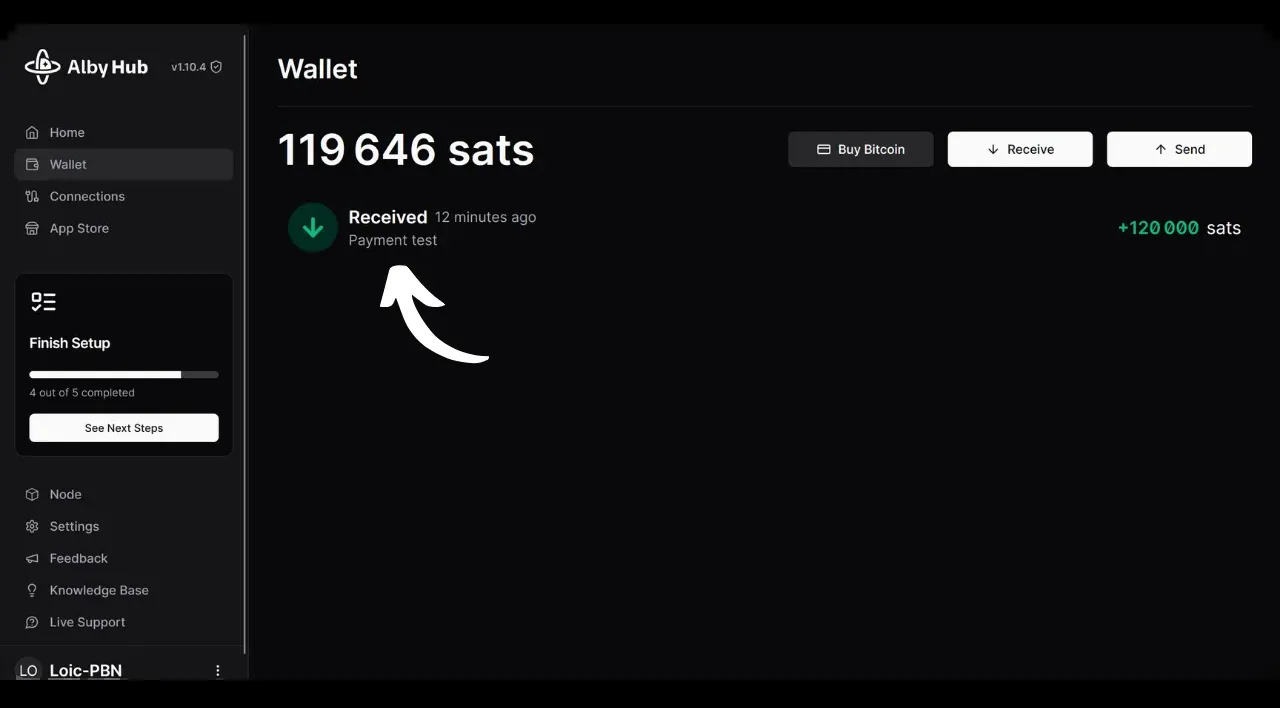 Alby Hub v1.10.4
Home
Wallet
Connections
App Store
Finish Setup
4 out of 5 completed
See Next Steps
Node
Settings
Feedback
Knowledge Base
Live Support
LO Loic-PBN
Wallet
119 646 sats
Buy Bitcoin
Receive
Send
Received 12 minutes ago
Payment test
+120 000 sats